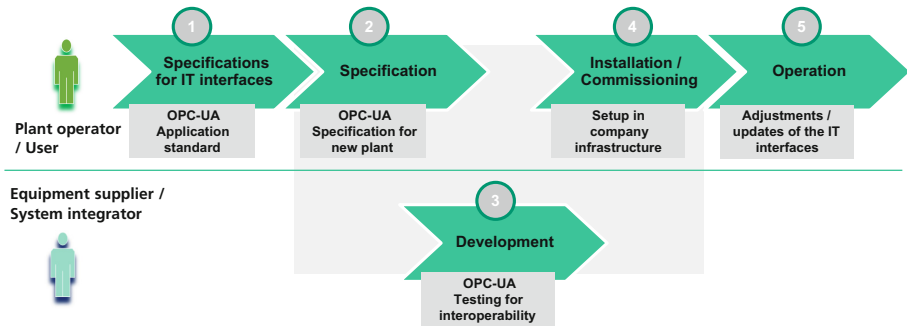 1
Specifications
for IT interfaces
OPC-UA
Application
standard
2
Specification
OPC-UA
Specification for
new plant
4
Installation /
Commissioning
Setup in
company
infrastructure
5
Operation
Adjustments /
updates of the IT
interfaces
Plant operator
/ User
Equipment supplier /
System integrator
3
Development
OPC-UA
Testing for
interoperability